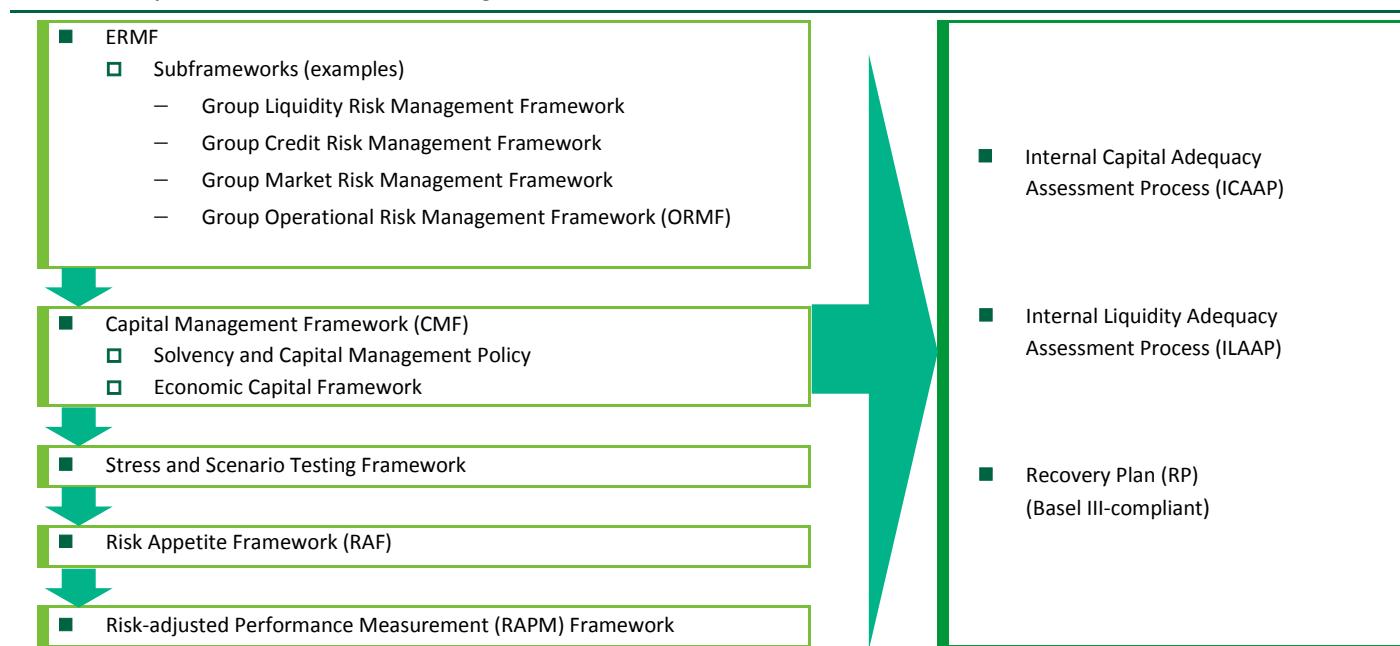 ERMF
Subframeworks (examples)
– Group Liquidity Risk Management Framework
– Group Credit Risk Management Framework
– Group Market Risk Management Framework
– Group Operational Risk Management Framework (ORMF)
Capital Management Framework (CMF)
Solvency and Capital Management Policy
Economic Capital Framework
Stress and Scenario Testing Framework
Risk Appetite Framework (RAF)
Risk-adjusted Performance Measurement (RAPM) Framework
Internal Capital Adequacy
Assessment Process (ICAAP)
Internal Liquidity Adequacy
Assessment Process (ILAAP)
Recovery Plan (RP)
(Basel III-compliant)